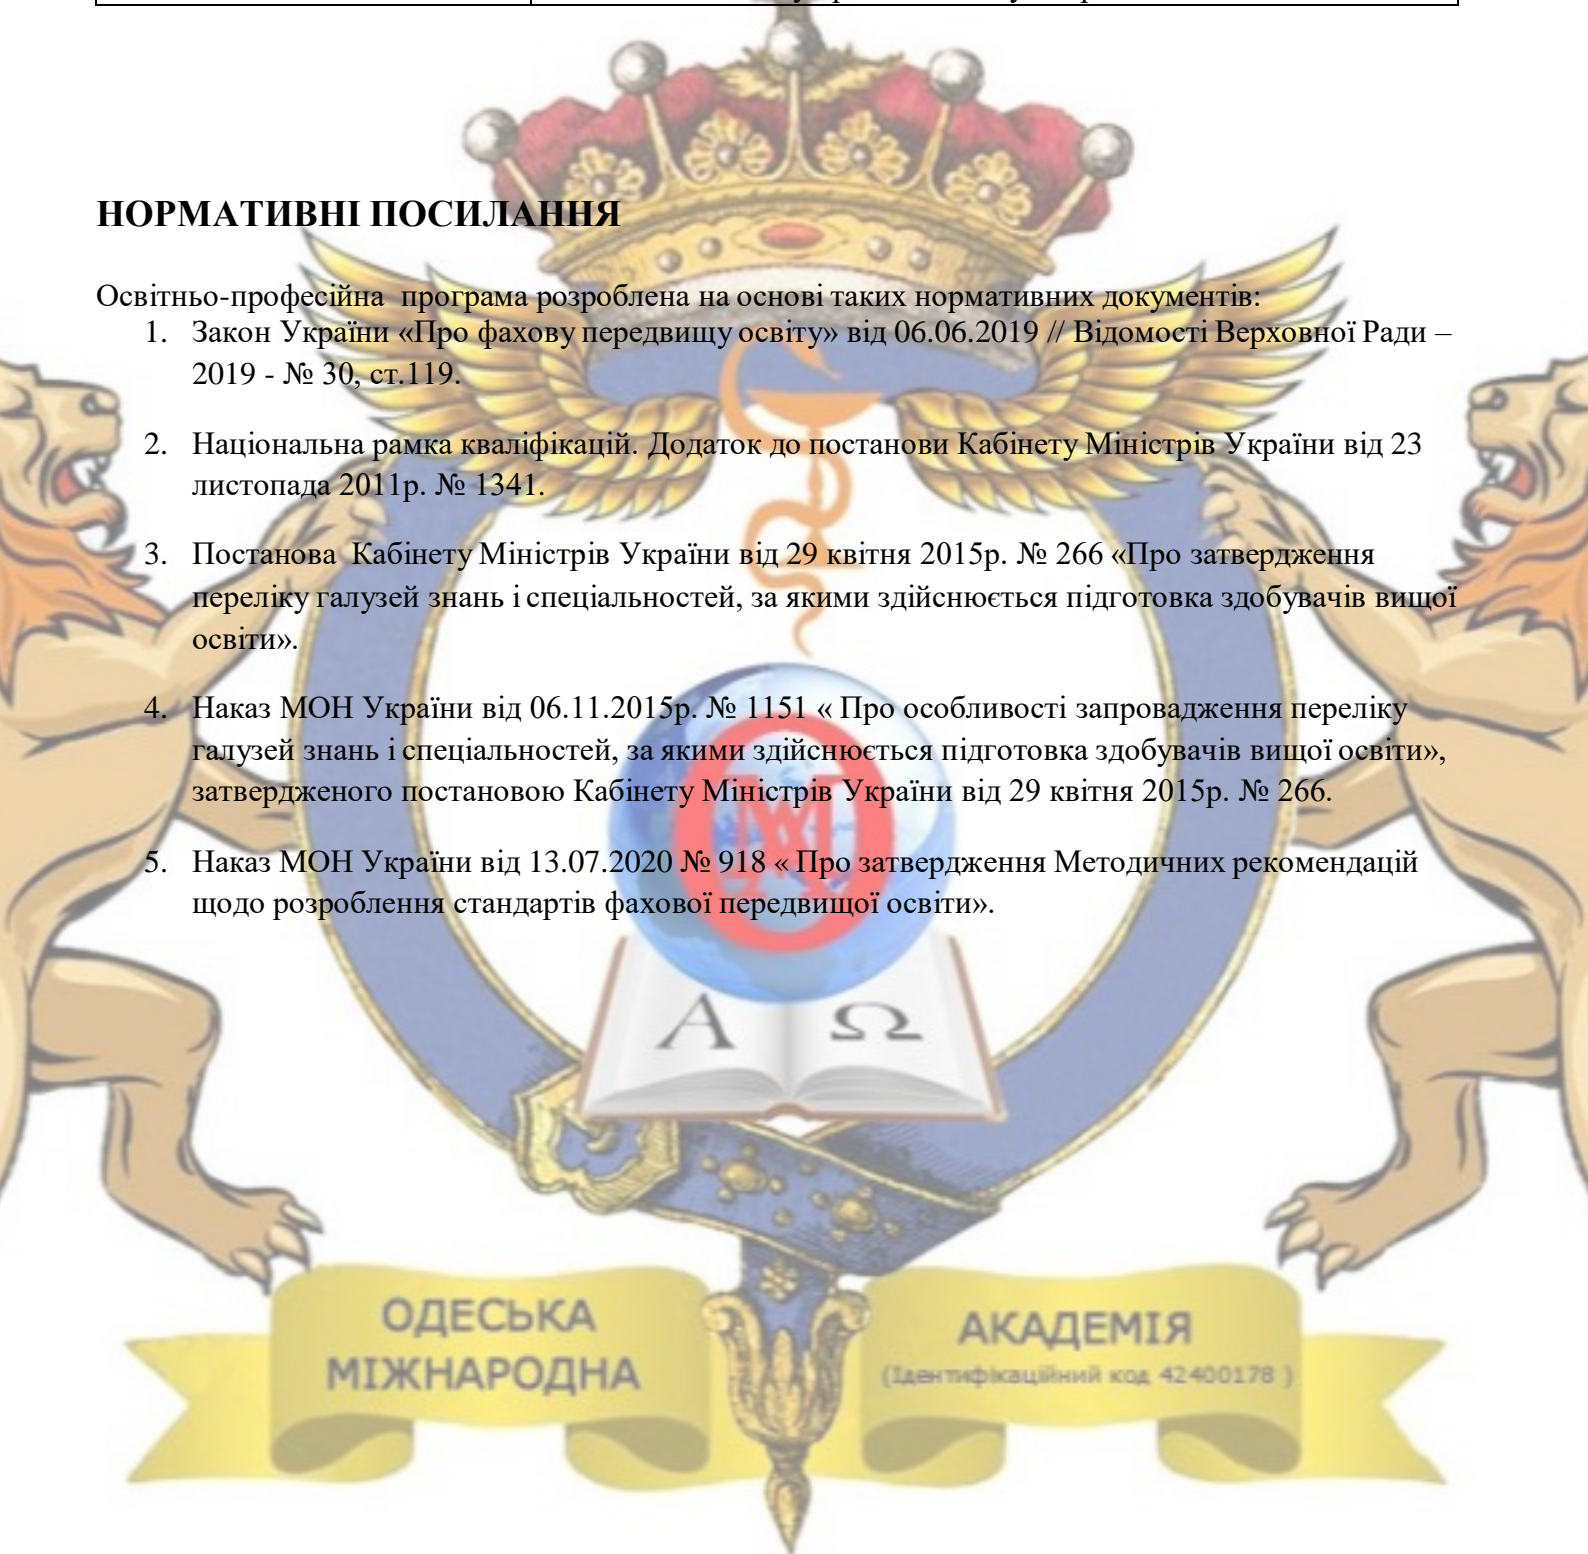 НОРМАТИВНІ ПОСИЛАННЯ
Освітньо-професійна програма розроблена на основі таких нормативних документів:
1. Закон України «Про фахову передвищу освіту» від 06.06.2019 // Відомості Верховної Ради –
2019 - № 30, ст.119.
2. Національна рамка кваліфікацій. Додаток до постанови Кабінету Міністрів України від 23
листопада 2011р. № 1341.
3. Постанова Кабінету Міністрів України від 29 квітня 2015р. № 266 «Про затвердження
переліку галузей знань і спеціальностей, за якими здійснюється підготовка здобувачів вищої
освіти».
4. Наказ МОН України від 06.11.2015р. № 1151 « Про особливості запровадження переліку
галузей знань і спеціальностей, за якими здійснюється підготовка здобувачів вищої освіти»,
затвердженого постановою Кабінету Міністрів України від 29 квітня 2015р. № 266.
5. Наказ МОН України від 13.07.2020 № 918 « Про затвердження Методичних рекомендацій
щодо розроблення стандартів фахової передвищої освіти».
Α Ω
ОДЕСЬКА
МІЖНАРОДНА
АКАДЕМІЯ
(Ідентифікаційний код 42400178 )